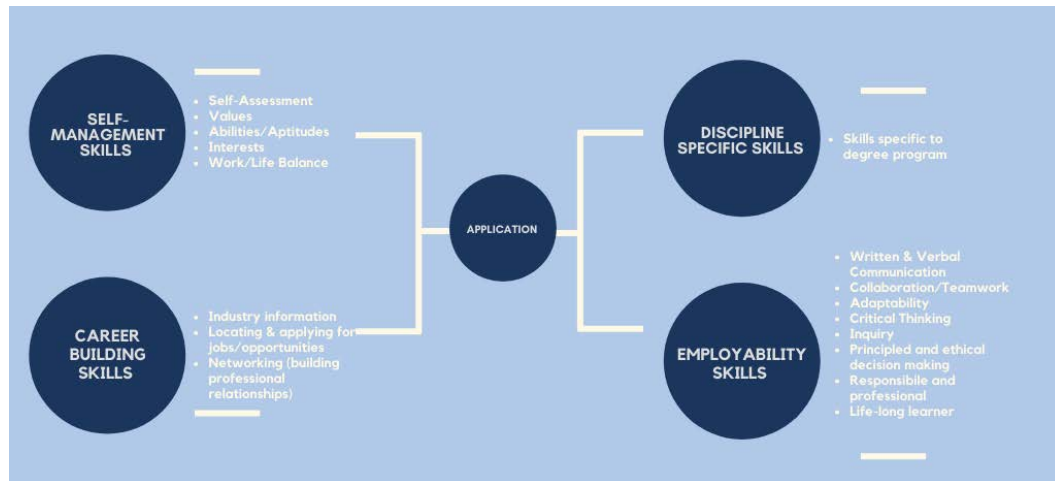 SELF-
MANAGEMENT
SKILLS
• Self-Assessment
• Values
• Abilities/Aptitudes
• Interests
• Work/Life Balance
CAREER
BUILDING
SKILLS
• Industry information
• Locating & applying for
jobs/opportunities
• Networking (building
professional
relationships)
APPLICATION
DISCIPLINE
SPECIFIC SKILLS
• Skills specific to
degree program
EMPLOYABILITY
SKILLS
• Written & Verbal
Communication
• Collaboration/Teamwork
• Adaptability
• Critical Thinking
• Inquiry
• Principled and ethical
decision making
• Responsibile and
professional
• Life-long learner